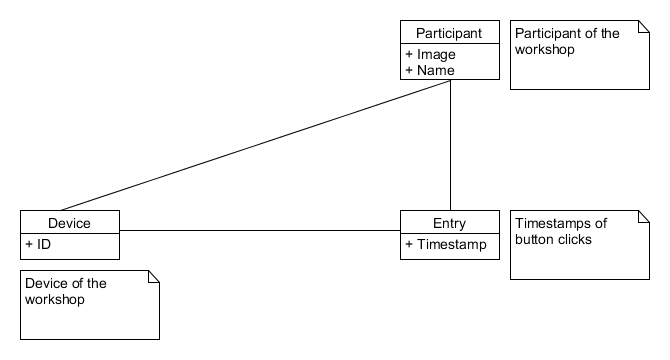 Participant
+ Image
+ Name
Participant of the
workshop
Device
+ ID
Entry
+ Timestamp
Timestamps of
button clicks
Device of the
workshop